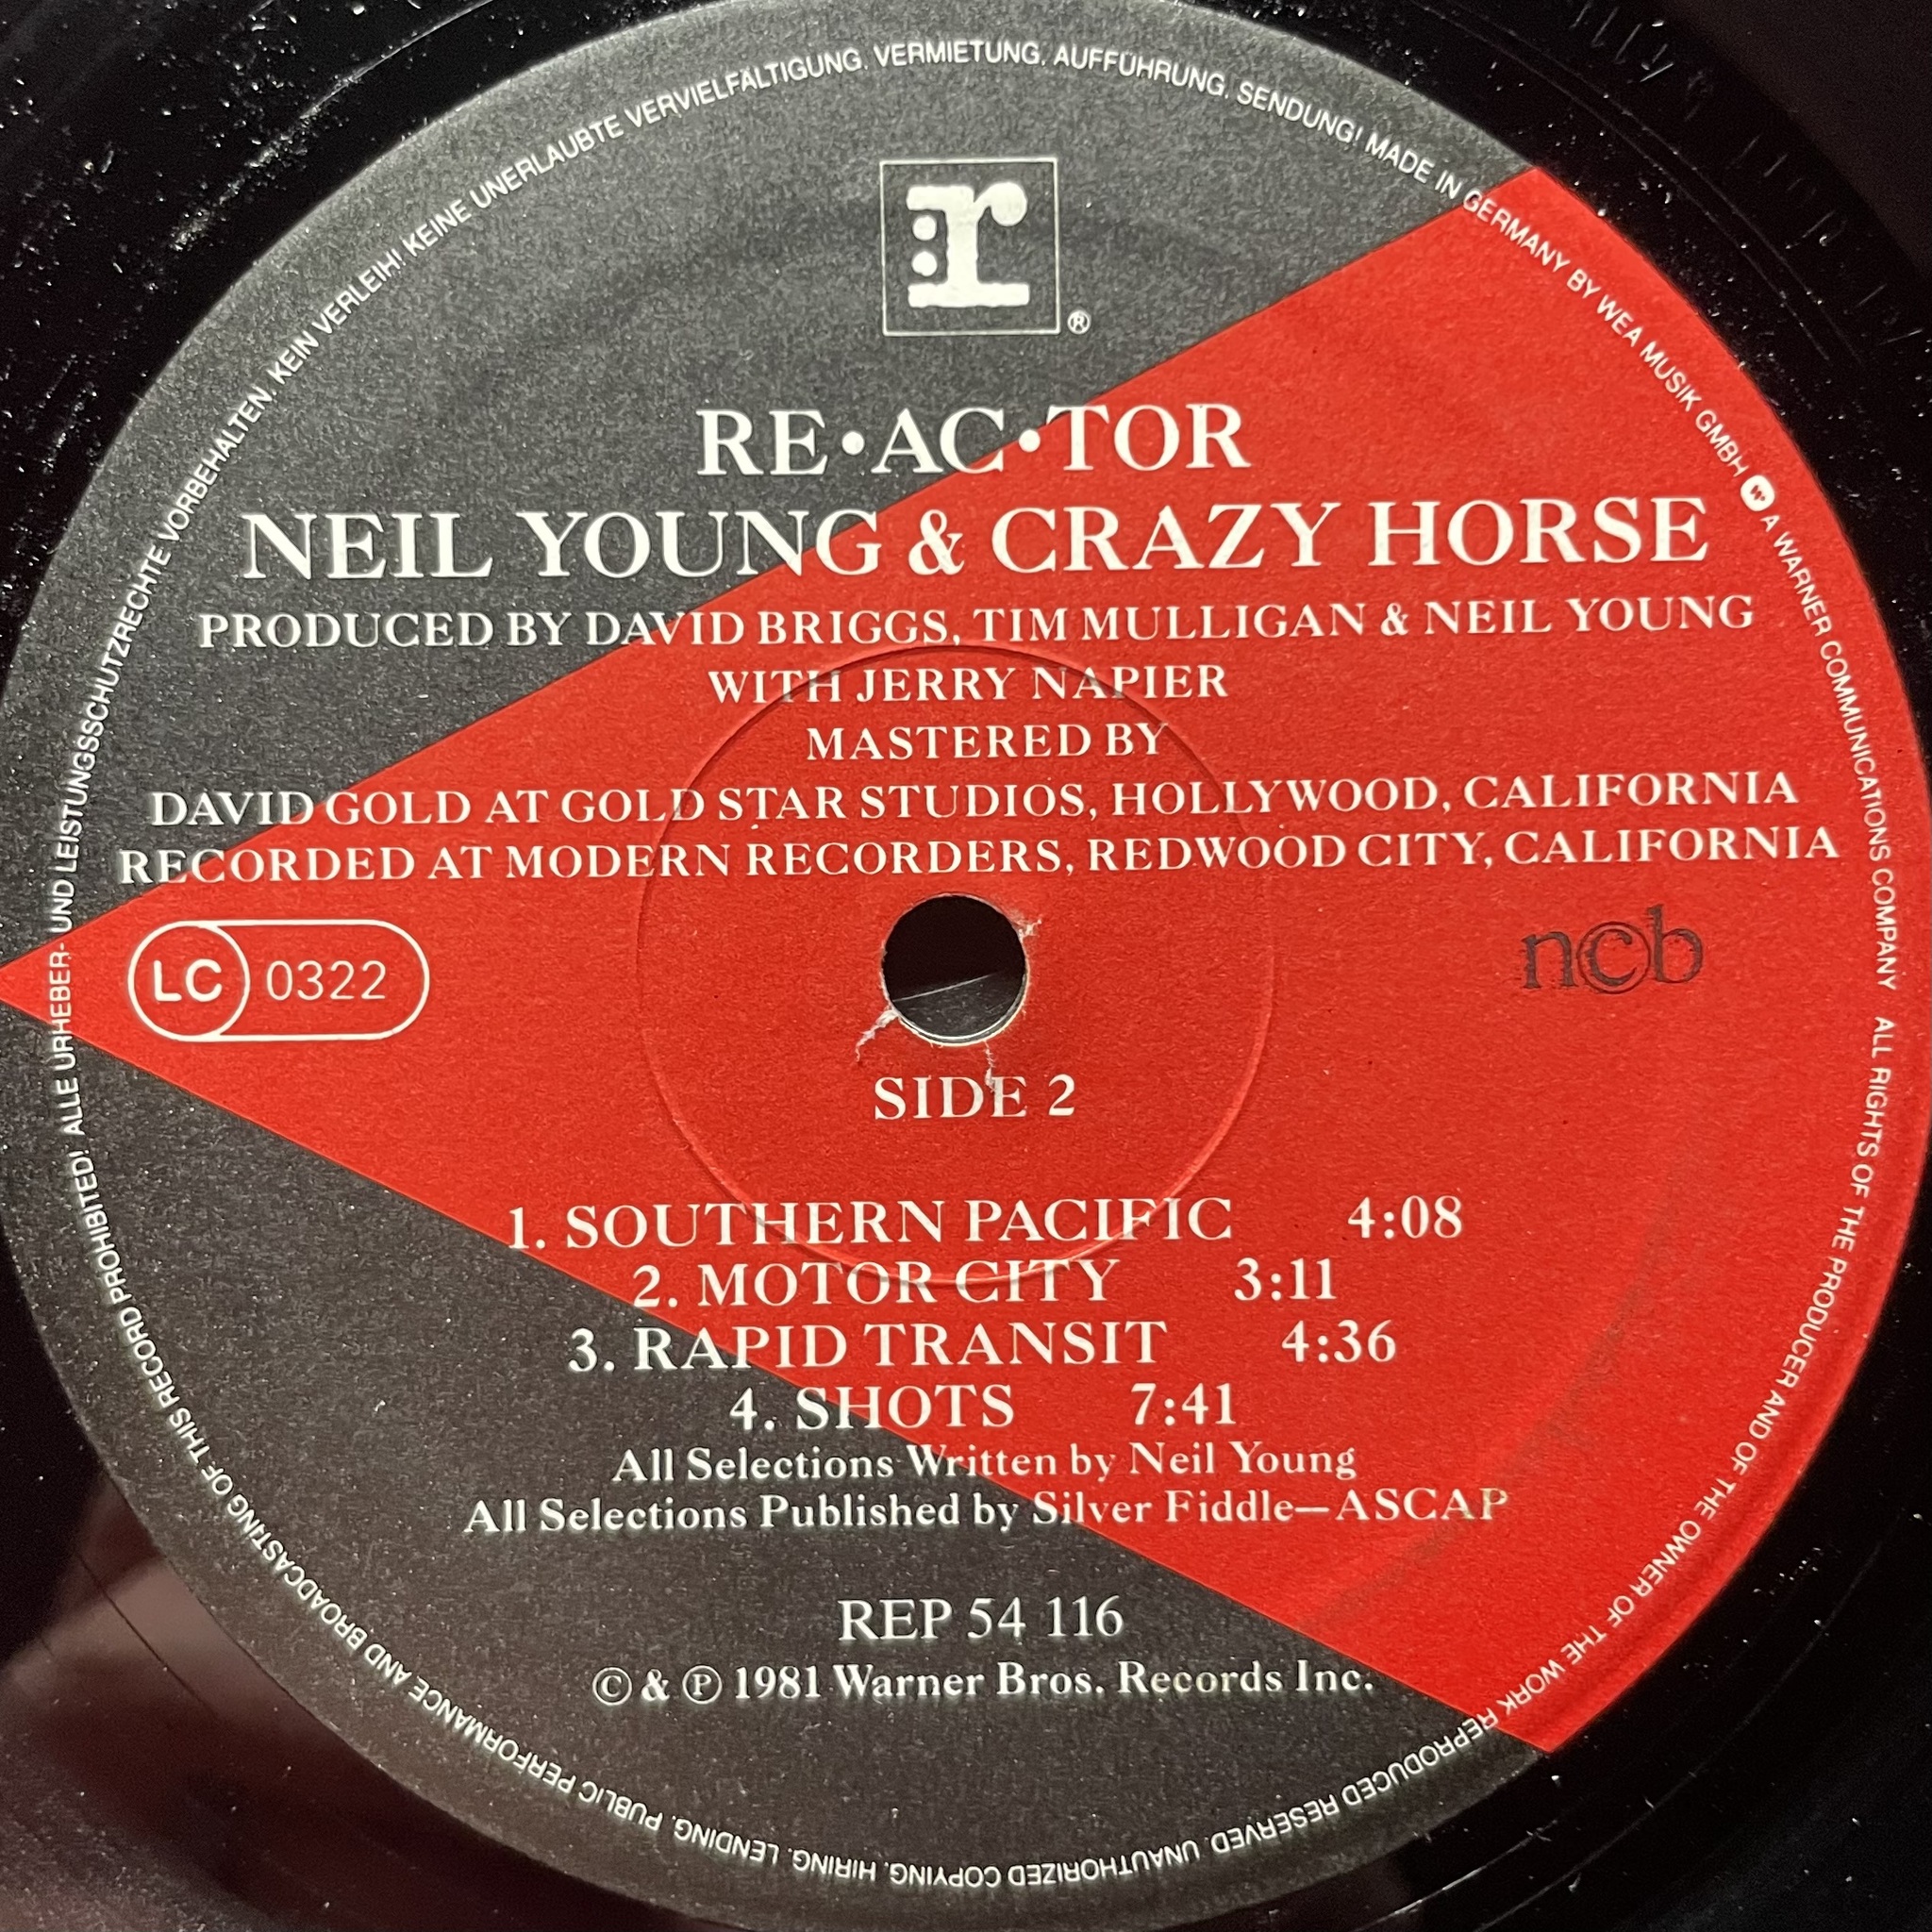 r
®
RE•AC•TOR
NEIL YOUNG & CRAZY HORSE
PRODUCED BY DAVID BRIGGS, TIM MULLIGAN & NEIL YOUNG
WITH JERRY NAPIER
MASTERED BY
DAVID GOLD AT GOLD STAR STUDIOS, HOLLYWOOD, CALIFORNIA
RECORDED AT MODERN RECORDERS, REDWOOD CITY, CALIFORNIA
LC 0322
ncb
SIDE 2
1. SOUTHERN PACIFIC 4:08
2. MOTOR CITY 3:11
3. RAPID TRANSIT 4:36
4. SHOTS 7:41
All Selections Written by Neil Young
All Selections Published by Silver Fiddle—ASCAP
REP 54 116
© & ℗ 1981 Warner Bros. Records Inc.
ALLE URHEBER- UND LEISTUNGSSCHUTZRECHTE VORBEHALTEN. KEIN VERLEIH! KEINE UNERLAUBTE VERVIELFÄLTIGUNG, VERMIETUNG, AUFFÜHRUNG, SENDUNG! MADE IN GERMANY BY WEA MUSIK GMBH W A WARNER COMMUNICATIONS COMPANY ALL RIGHTS OF THE PRODUCER AND OF THE OWNER OF THE WORK REPRODUCED RESERVED. UNAUTHORIZED COPYING, HIRING, LENDING, PUBLIC PERFORMANCE AND BROADCASTING OF THIS RECORD PROHIBITED!